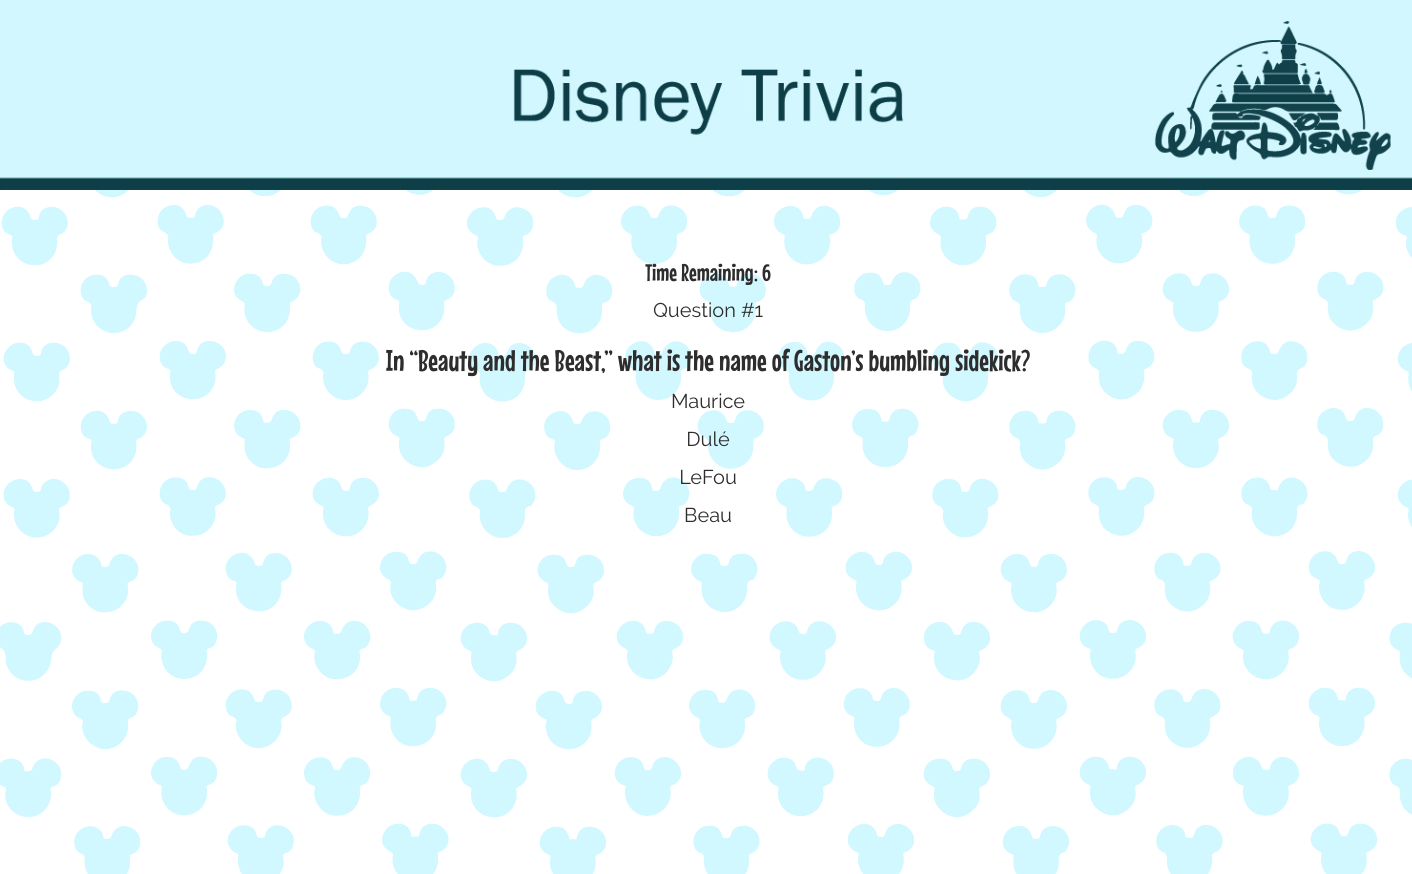 Disney Trivia
Walt Disney
Time Remaining: 6
Question #1
In “Beauty and the Beast,” what is the name of Gaston’s bumbling sidekick?
Maurice
Dulé
LeFou
Beau